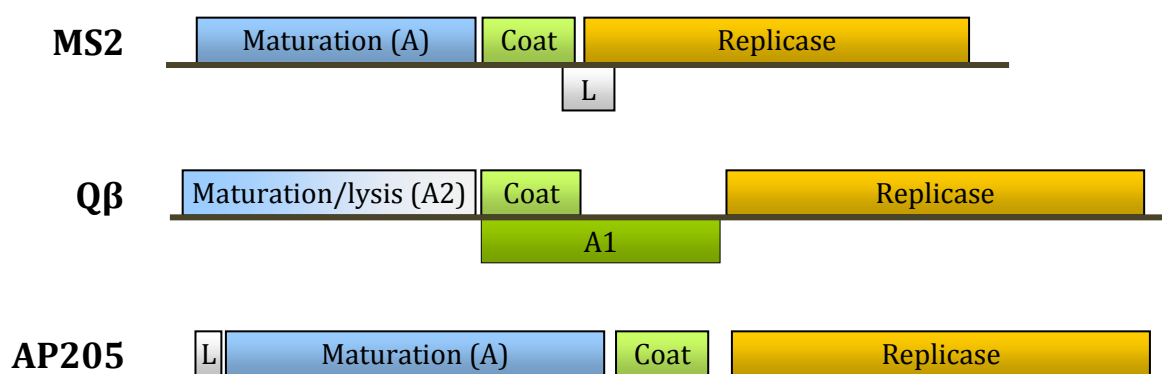 MS2 Maturation (A) Coat Replicase
L
Qβ Maturation/lysis (A2) Coat Replicase
A1
AP205 L Maturation (A) Coat Replicase